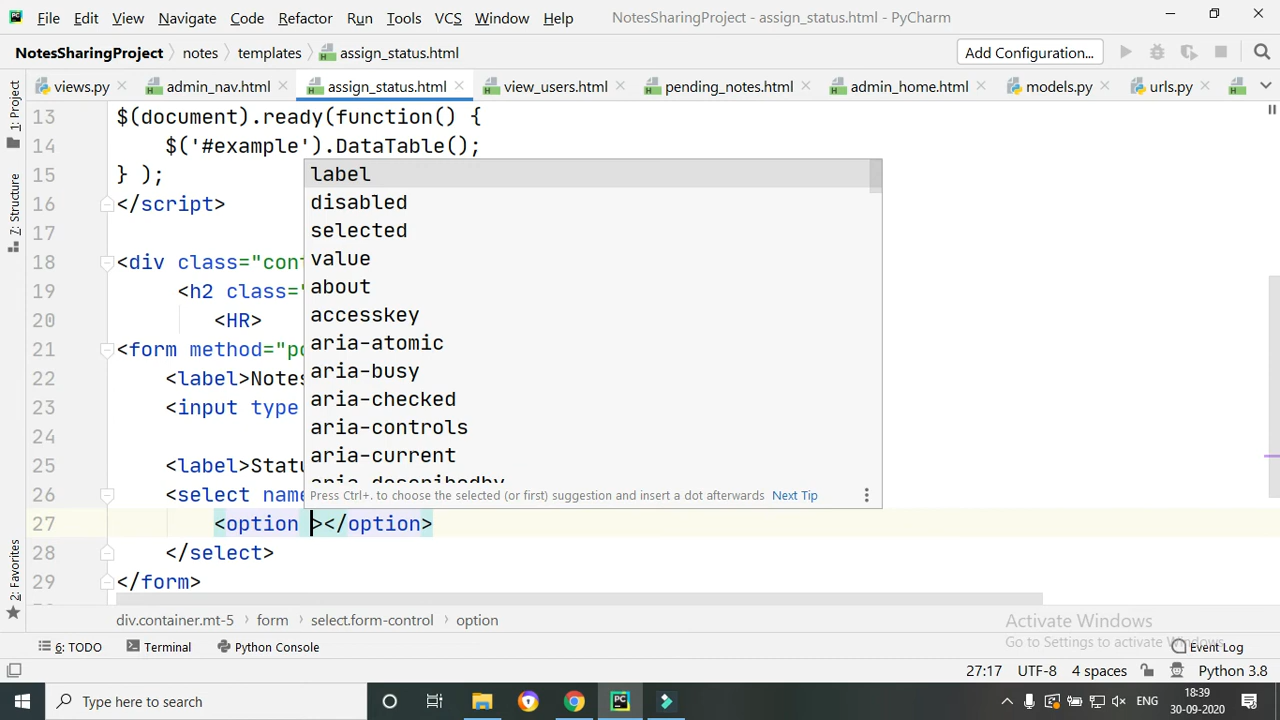 File Edit View Navigate Code Refactor Run Tools VCS Window Help NotesSharingProject - assign_status.html - PyCharm
NotesSharingProject notes templates assign_status.html Add Configuration...
views.py admin_nav.html assign_status.html view_users.html pending_notes.html admin_home.html models.py urls.py
1: Project
7: Structure
2: Favorites
13 $(document).ready(function() {
14 $('#example').DataTable();
15 } );
16 </script>
17
18 <div class="cont
19 <h2 class="
20 <HR>
21 <form method="po
22 <label>Notes
23 <input type
24
25 <label>Statu
26 <select name
27 <option ></option>
28 </select>
29 </form>
label
disabled
selected
value
about
accesskey
aria-atomic
aria-busy
aria-checked
aria-controls
aria-current
aria-describedby
Press Ctrl+. to choose the selected (or first) suggestion and insert a dot afterwards Next Tip
div.container.mt-5 form select.form-control option
Activate Windows
Go to Settings to activate Windows.
6: TODO Terminal Python Console Event Log
27:17 UTF-8 4 spaces Python 3.8
Type here to search
ENG
18:39
30-09-2020